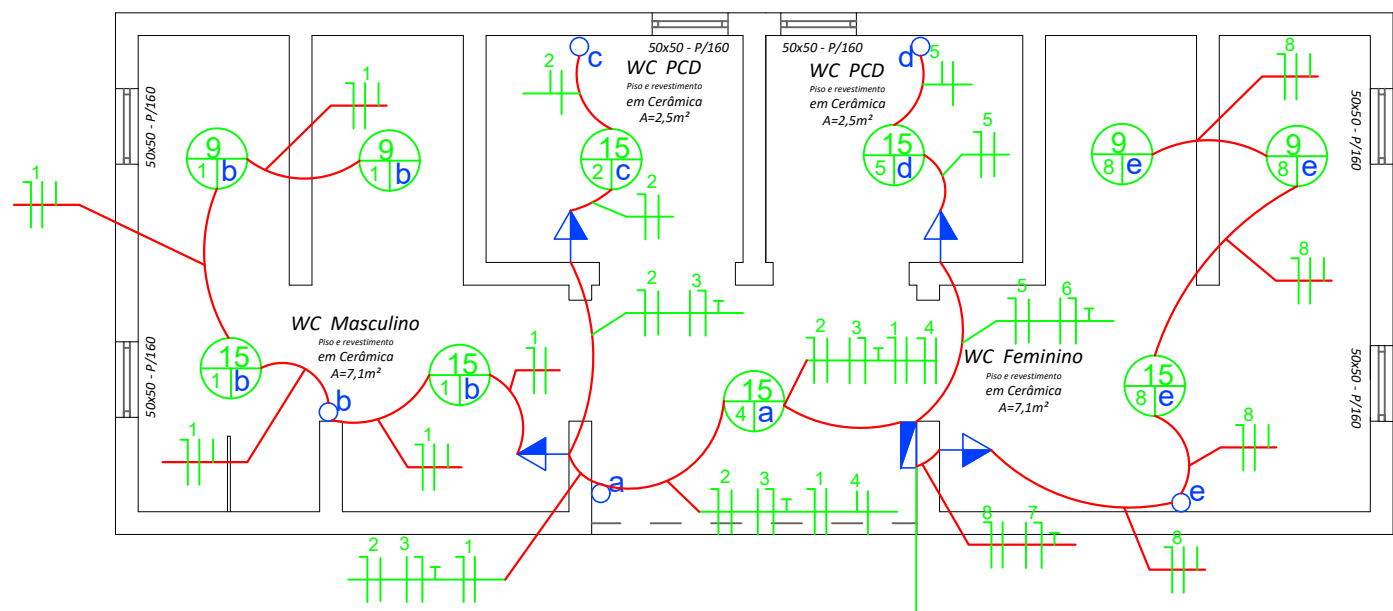 50x50 - P/160
50x50 - P/160
WC PCD
Piso e revestimento
em Cerâmica
A=2,5m²
WC PCD
Piso e revestimento
em Cerâmica
A=2,5m²
c
d
2
5
8
1
50x50 - P/160
50x50 - P/160
9
1 b
9
1 b
15
2 c
15
5 d
5
9
8 e
9
8 e
1
2
8
2 3 T
5 6 T
WC Masculino
Piso e revestimento
em Cerâmica
A=7,1m²
2 3 T 1 4
WC Feminino
Piso e revestimento
em Cerâmica
A=7,1m²
50x50 - P/160
50x50 - P/160
15
1 b
15
1 b
1
15
4 a
15
8 e
b
1
1
8
a
e
2 3 T 1 4
8 7 T
8
2 3 T 1